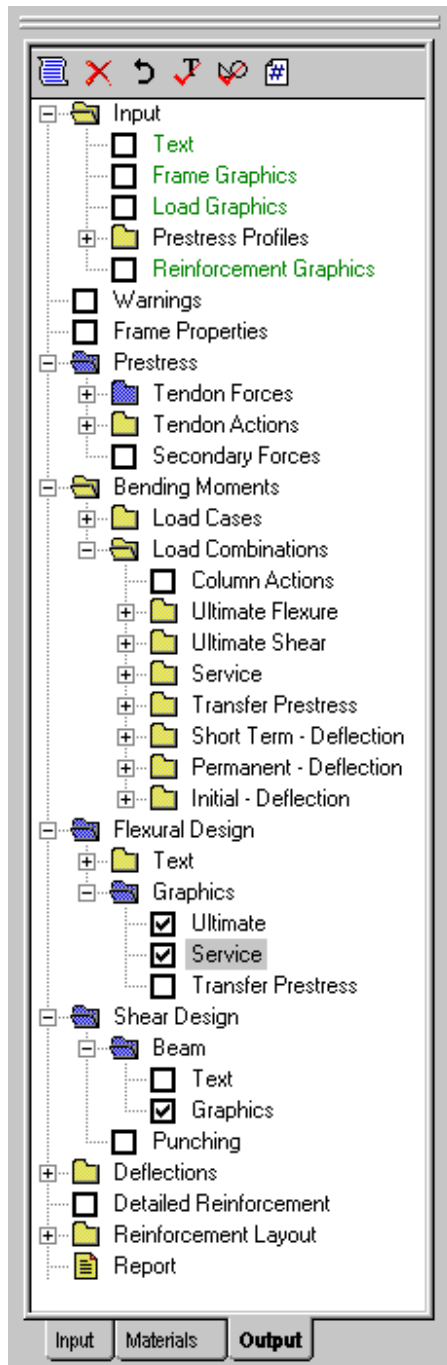 Input
Text
Frame Graphics
Load Graphics
Prestress Profiles
Reinforcement Graphics
Warnings
Frame Properties
Prestress
Tendon Forces
Tendon Actions
Secondary Forces
Bending Moments
Load Cases
Load Combinations
Column Actions
Ultimate Flexure
Ultimate Shear
Service
Transfer Prestress
Short Term - Deflection
Permanent - Deflection
Initial - Deflection
Flexural Design
Text
Graphics
Ultimate
Service
Transfer Prestress
Shear Design
Beam
Text
Graphics
Punching
Deflections
Detailed Reinforcement
Reinforcement Layout
Report
Input Materials Output